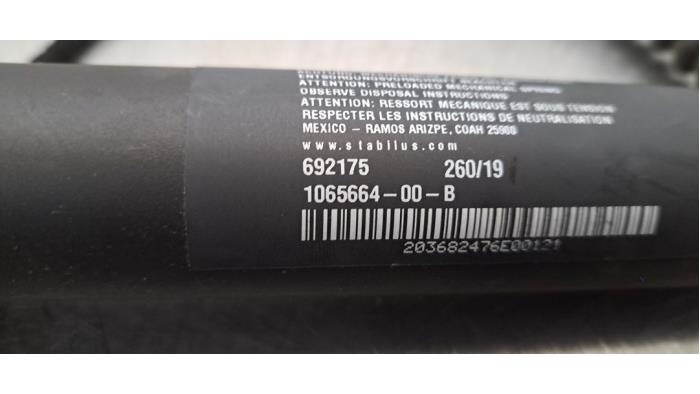 ATTENTION: PRELOADED MECHANICAL SPRING
OBSERVE DISPOSAL INSTRUCTIONS
ATTENTION: RESSORT MECANIQUE EST SOUS TENSION
RESPECTER LES INSTRUCTIONS DE NEUTRALISATION
MEXICO – RAMOS ARIZPE, COAH 25900
www.stabilus.com
692175 260/19
1065664-00-B
203682476E00121